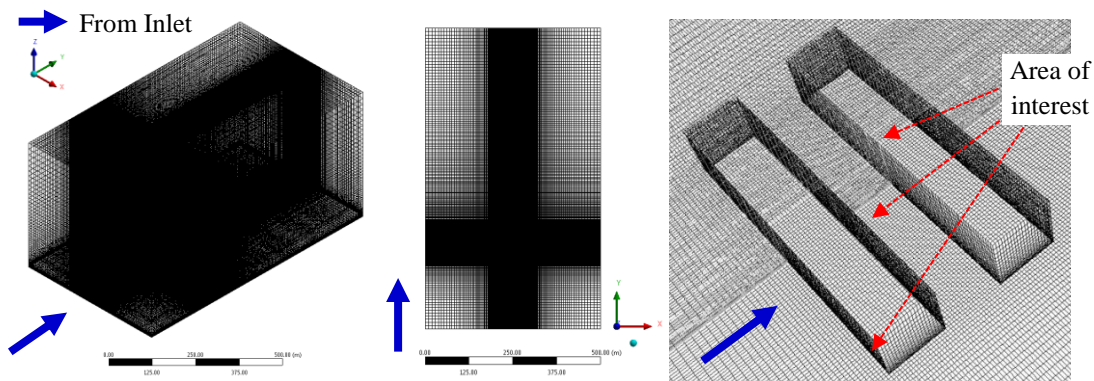 From Inlet
Z
Y
X
0.00 250.00 500.00 (m)
125.00 375.00
Y
X
0.00 250.00 500.00 (m)
125.00 375.00
Area of
interest